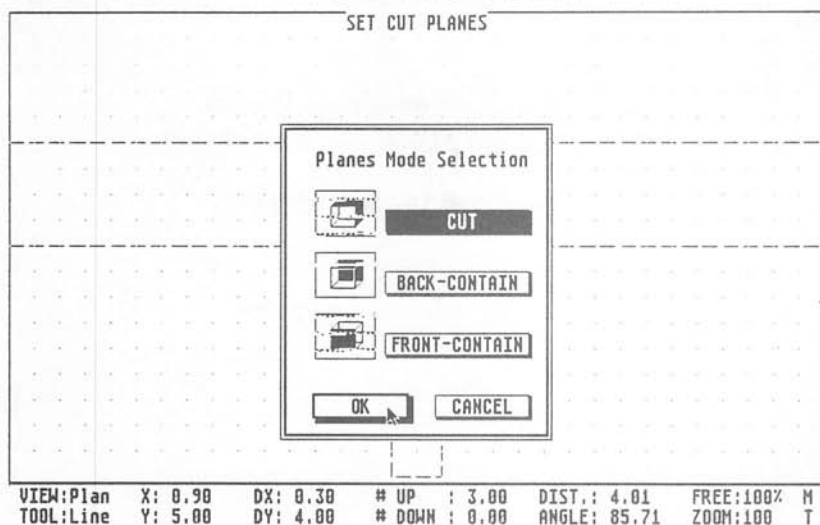 SET CUT PLANES
Planes Mode Selection
CUT
BACK-CONTAIN
FRONT-CONTAIN
OK CANCEL
VIEW:Plan X: 0.90 DX: 0.30 # UP : 3.00 DIST.: 4.01 FREE:100% M
TOOL:Line Y: 5.00 DY: 4.00 # DOWN : 0.00 ANGLE: 85.71 ZOOM:100 T